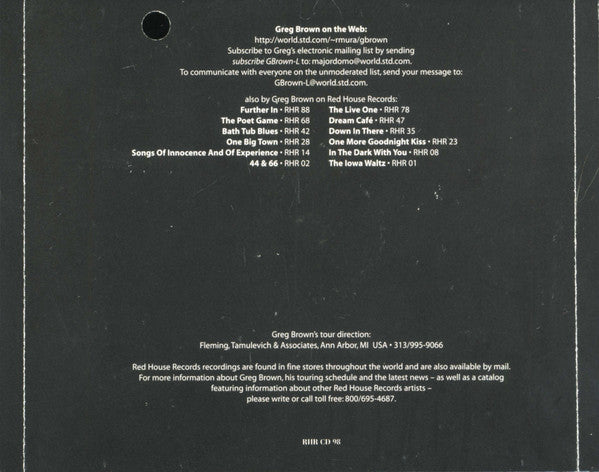 Greg Brown on the Web:
http://world.std.com/~rmura/gbrown
Subscribe to Greg's electronic mailing list by sending
subscribe GBrown-L to: majordomo@world.std.com.
To communicate with everyone on the unmoderated list, send your message to:
GBrown-L@world.std.com.
also by Greg Brown on Red House Records:
Further In • RHR 88
The Live One • RHR 78
The Poet Game • RHR 68
Dream Café • RHR 47
Bath Tub Blues • RHR 42
Down In There • RHR 35
One Big Town • RHR 28
One More Goodnight Kiss • RHR 23
Songs Of Innocence And Of Experience • RHR 14
In The Dark With You • RHR 08
44 & 66 • RHR 02
The Iowa Waltz • RHR 01
Greg Brown's tour direction:
Fleming, Tamulevich & Associates, Ann Arbor, MI USA • 313/995-9066
Red House Records recordings are found in fine stores throughout the world and are also available by mail.
For more information about Greg Brown, his touring schedule and the latest news – as well as a catalog
featuring information about other Red House Records artists –
please write or call toll free: 800/695-4687.
RHR CD 98